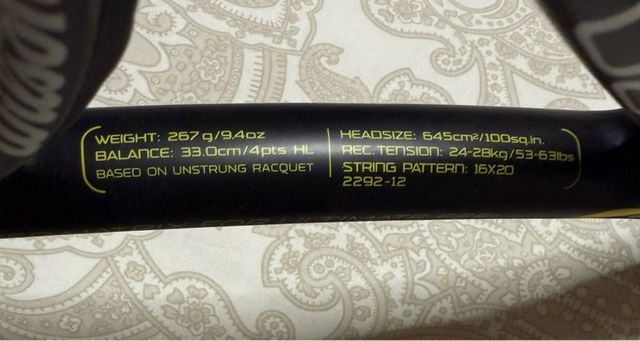 WEIGHT: 267 g/9.4oz
BALANCE: 33.0cm/4pts HL
BASED ON UNSTRUNG RACQUET
HEADSIZE: 645cm²/100sq.in.
REC.TENSION: 24-28kg/53-63lbs
STRING PATTERN: 16X20
2292-12